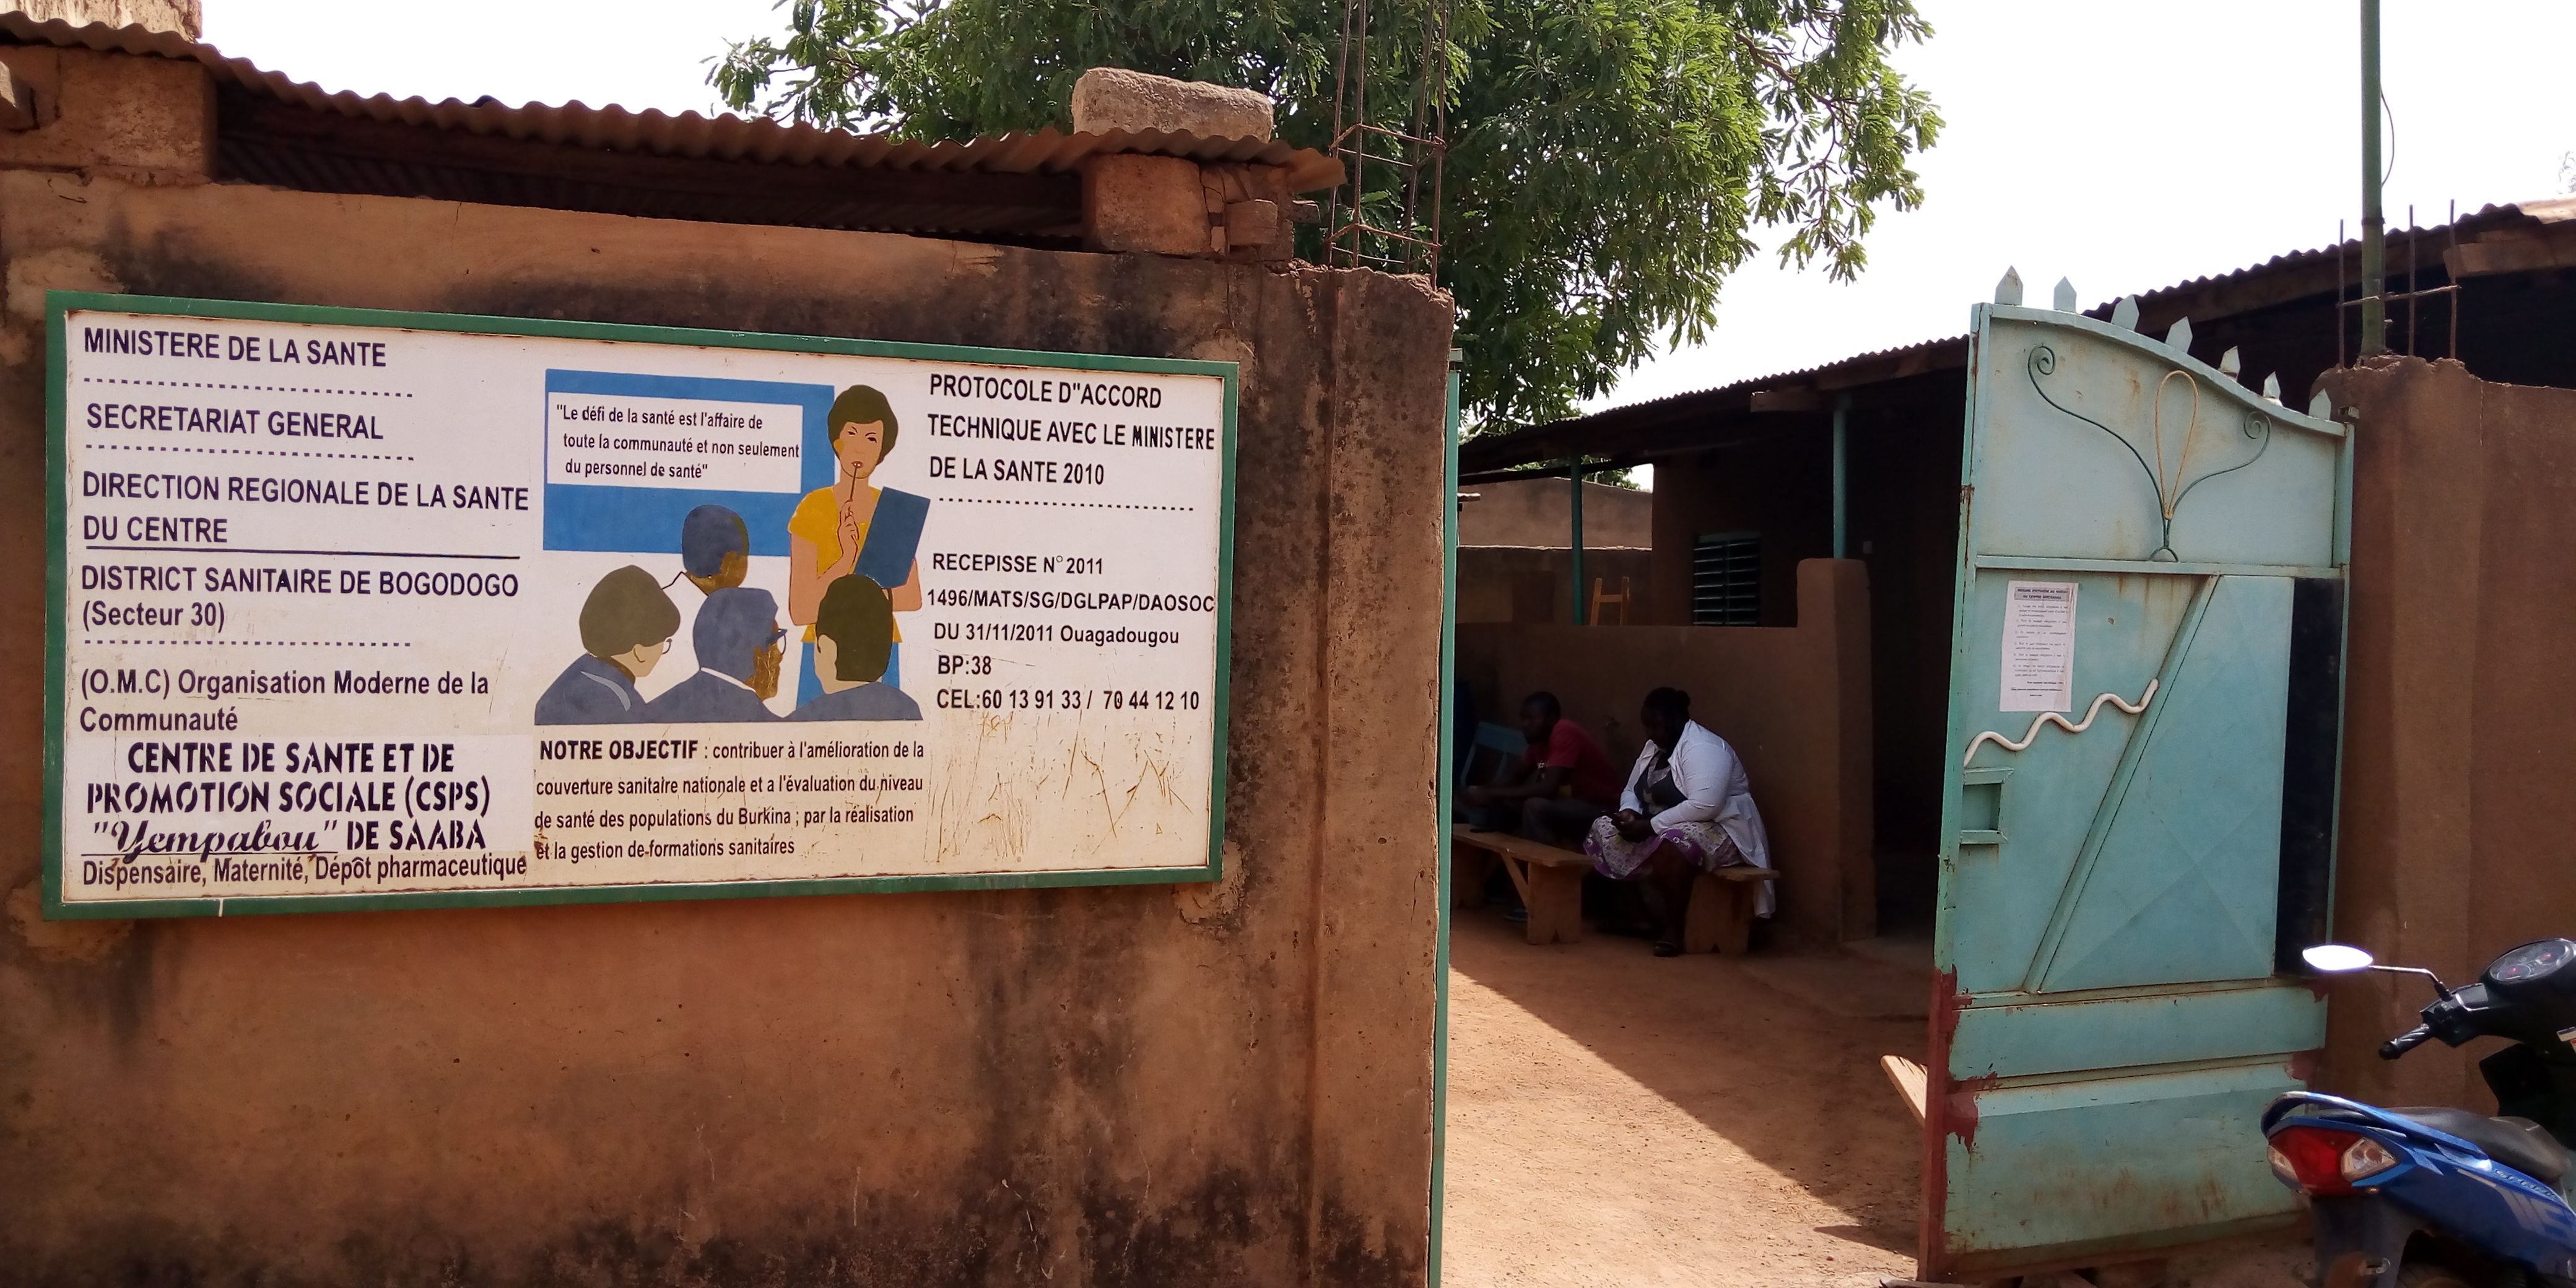 MINISTERE DE LA SANTE
SECRETARIAT GENERAL
DIRECTION REGIONALE DE LA SANTE
DU CENTRE
DISTRICT SANITAIRE DE BOGODOGO
(Secteur 30)
(O.M.C) Organisation Moderne de la
Communauté
CENTRE DE SANTE ET DE
PROMOTION SOCIALE (CSPS)
"Yempabou" DE SAABA
Dispensaire, Maternité, Dépôt pharmaceutique
"Le défi de la santé est l'affaire de
toute la communauté et non seulement
du personnel de santé"
NOTRE OBJECTIF : contribuer à l'amélioration de la
couverture sanitaire nationale et a l'évaluation du niveau
de santé des populations du Burkina ; par la réalisation
et la gestion de formations sanitaires
PROTOCOLE D"ACCORD
TECHNIQUE AVEC LE MINISTERE
DE LA SANTE 2010
RECEPISSE N° 2011
1496/MATS/SG/DGLPAP/DAOSOC
DU 31/11/2011 Ouagadougou
BP:38
CEL:60 13 91 33 / 70 44 12 10